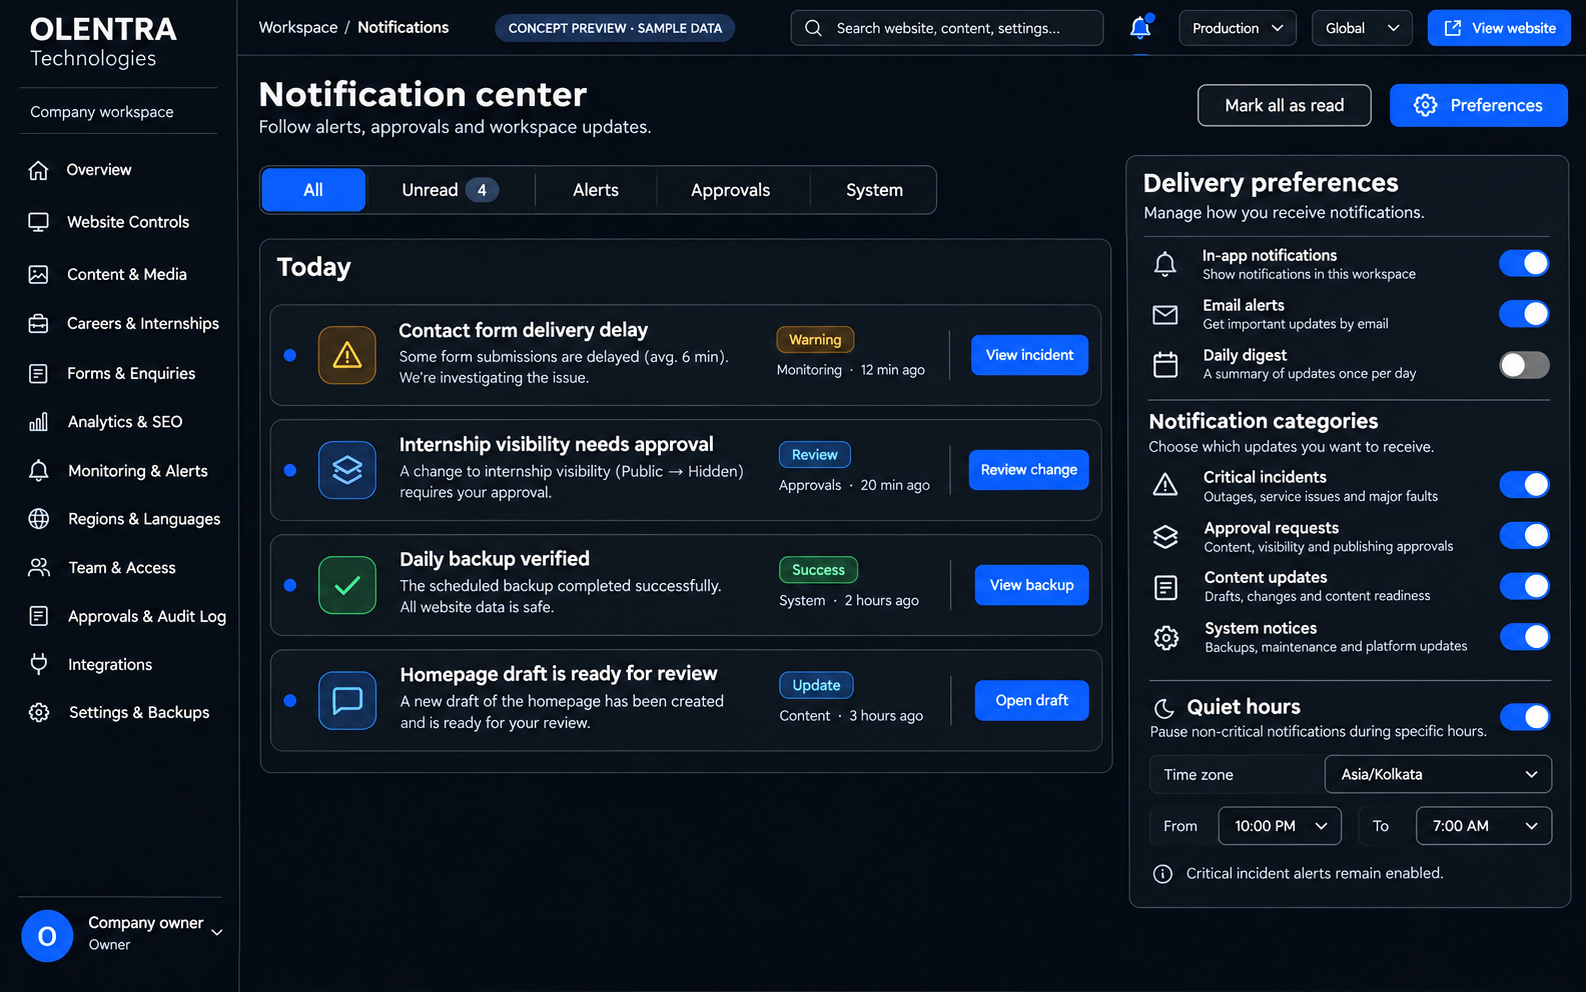 OLENTRA
Technologies
Company workspace
Overview
Website Controls
Content & Media
Careers & Internships
Forms & Enquiries
Analytics & SEO
Monitoring & Alerts
Regions & Languages
Team & Access
Approvals & Audit Log
Integrations
Settings & Backups
O
Company owner
Owner
Workspace / Notifications
CONCEPT PREVIEW · SAMPLE DATA
Search website, content, settings...
Production
Global
View website
Notification center
Follow alerts, approvals and workspace updates.
Mark all as read
Preferences
All
Unread 4
Alerts
Approvals
System
Today
Contact form delivery delay
Some form submissions are delayed (avg. 6 min).
We're investigating the issue.
Warning
Monitoring · 12 min ago
View incident
Internship visibility needs approval
A change to internship visibility (Public → Hidden)
requires your approval.
Review
Approvals · 20 min ago
Review change
Daily backup verified
The scheduled backup completed successfully.
All website data is safe.
Success
System · 2 hours ago
View backup
Homepage draft is ready for review
A new draft of the homepage has been created
and is ready for your review.
Update
Content · 3 hours ago
Open draft
Delivery preferences
Manage how you receive notifications.
In-app notifications
Show notifications in this workspace
Email alerts
Get important updates by email
Daily digest
A summary of updates once per day
Notification categories
Choose which updates you want to receive.
Critical incidents
Outages, service issues and major faults
Approval requests
Content, visibility and publishing approvals
Content updates
Drafts, changes and content readiness
System notices
Backups, maintenance and platform updates
Quiet hours
Pause non-critical notifications during specific hours.
Time zone
Asia/Kolkata
From
10:00 PM
To
7:00 AM
Critical incident alerts remain enabled.